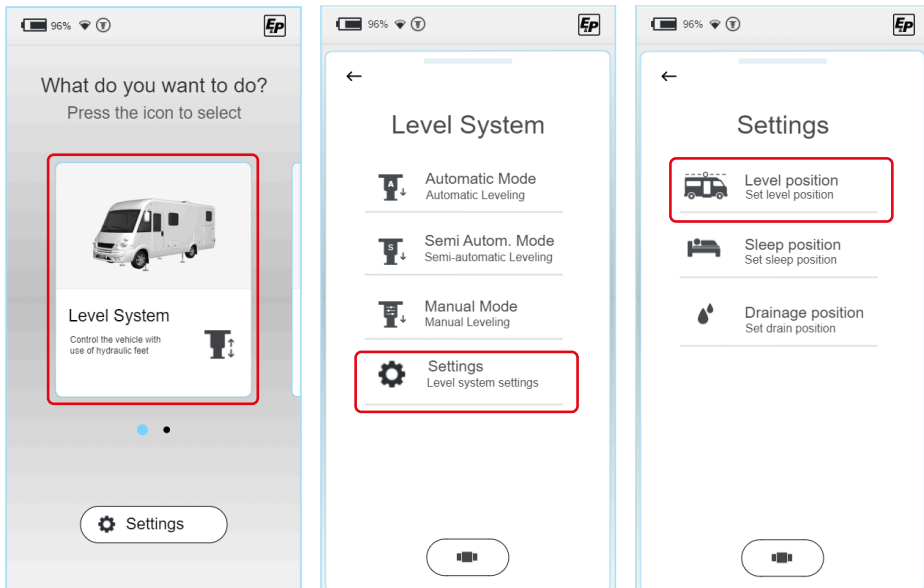 96%
E.P
What do you want to do?
Press the icon to select
Level System
Control the vehicle with
use of hydraulic feet
Settings
96%
E.P
Level System
A
Automatic Mode
Automatic Leveling
S
Semi Autom. Mode
Semi-automatic Leveling
Manual Mode
Manual Leveling
Settings
Level system settings
96%
E.P
Settings
Level position
Set level position
Sleep position
Set sleep position
Drainage position
Set drain position